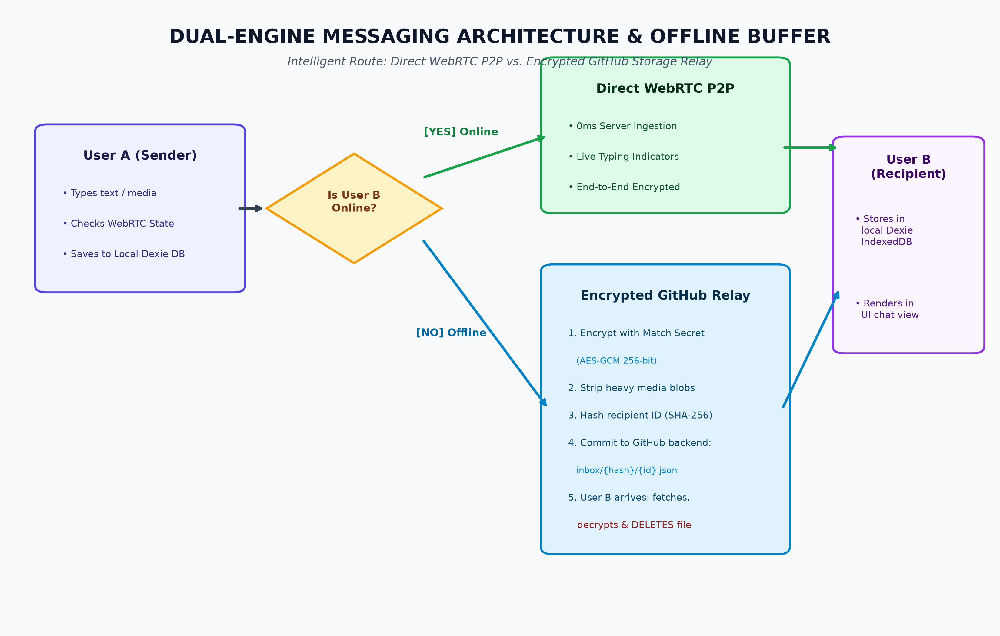 DUAL-ENGINE MESSAGING ARCHITECTURE & OFFLINE BUFFER
Intelligent Route: Direct WebRTC P2P vs. Encrypted GitHub Storage Relay
User A (Sender)
• Types text / media
• Checks WebRTC State
• Saves to Local Dexie DB
Is User B
Online?
[YES] Online
[NO] Offline
Direct WebRTC P2P
• 0ms Server Ingestion
• Live Typing Indicators
• End-to-End Encrypted
Encrypted GitHub Relay
1. Encrypt with Match Secret
(AES-GCM 256-bit)
2. Strip heavy media blobs
3. Hash recipient ID (SHA-256)
4. Commit to GitHub backend:
inbox/{hash}/{id}.json
5. User B arrives: fetches,
decrypts & DELETES file
User B
(Recipient)
• Stores in
local Dexie
IndexedDB
• Renders in
UI chat view